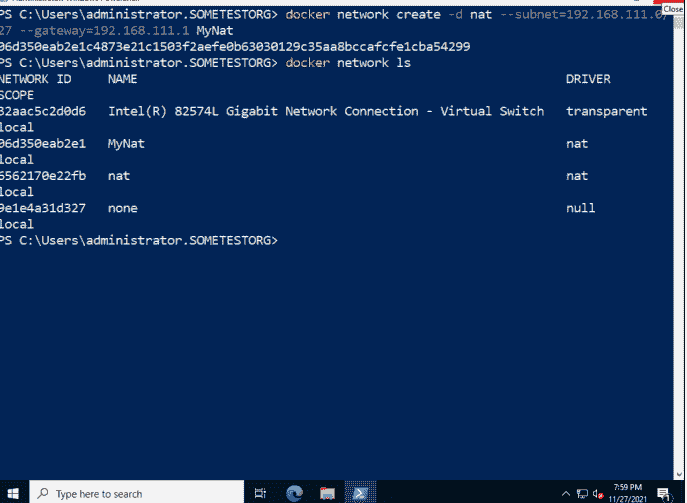 Close
PS C:\Users\administrator.SOMETESTORG> docker network create -d nat --subnet=192.168.111.0/
27 --gateway=192.168.111.1 MyNat
06d350eab2e1c4873e21c1503f2aefe0b63030129c35aa8bccafcfe1cba54299
PS C:\Users\administrator.SOMETESTORG> docker network ls
NETWORK ID NAME DRIVER
SCOPE
32aac5c2d0d6 Intel(R) 82574L Gigabit Network Connection - Virtual Switch transparent
local
06d350eab2e1 MyNat nat
local
6562170e22fb nat nat
local
9e1e4a31d327 none null
local
PS C:\Users\administrator.SOMETESTORG>
Type here to search
7:59 PM
11/27/2021
1